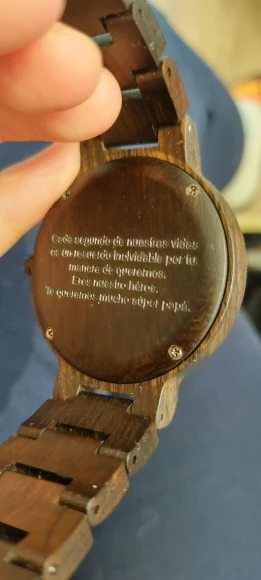 Cada segundo de nuestras vidas
es un recuerdo inolvidable por tu
manera de querernos.
Eres nuestro héroe.
Te queremos mucho súper papá.